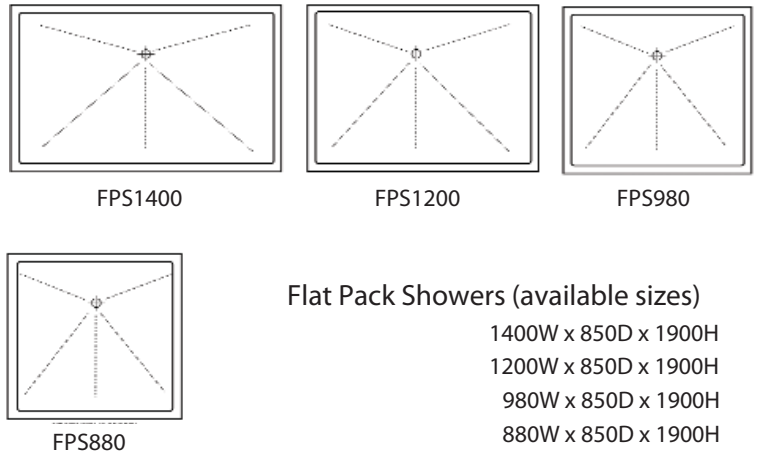 FPS1400
FPS1200
FPS980
Flat Pack Showers (available sizes)
1400W x 850D x 1900H
1200W x 850D x 1900H
980W x 850D x 1900H
880W x 850D x 1900H
FPS880